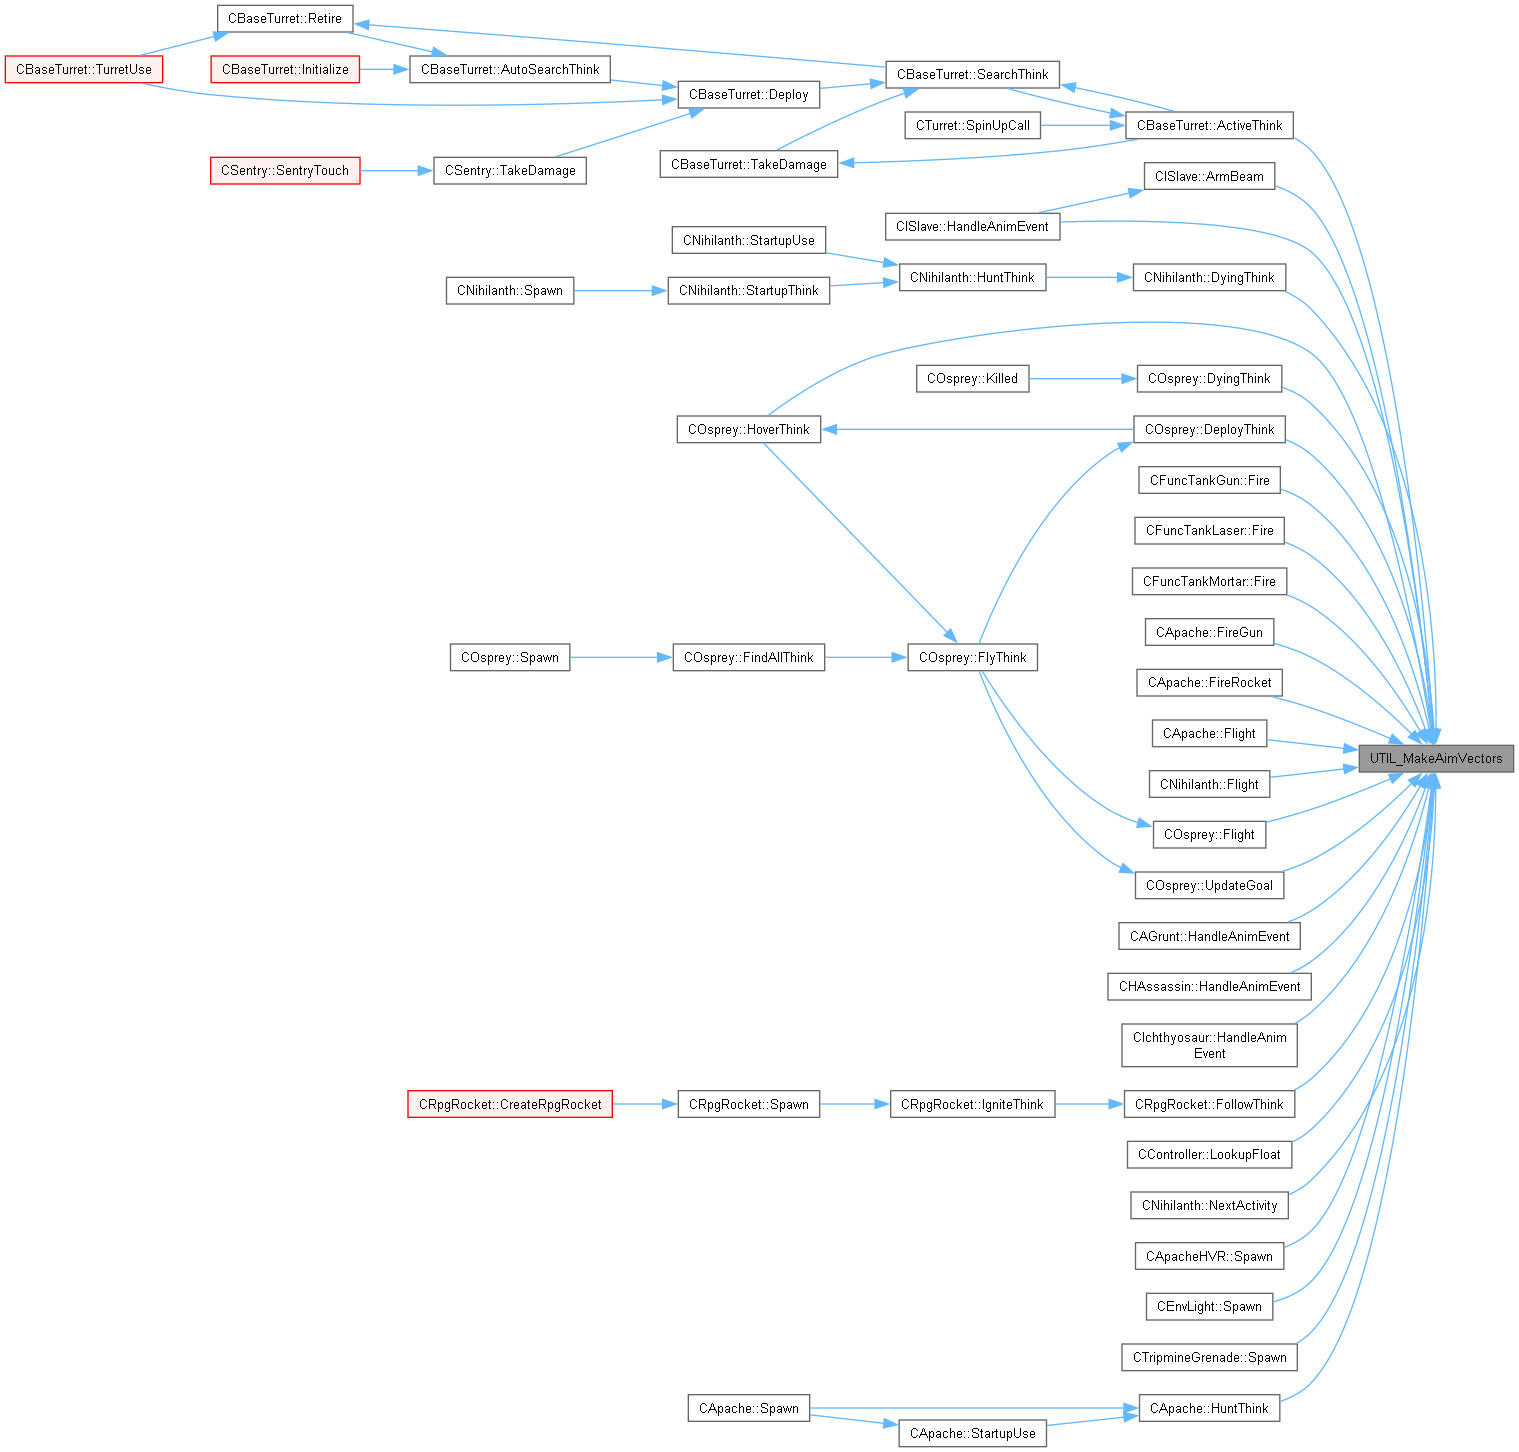 CBaseTurret::Retire
CBaseTurret::TurretUse
CBaseTurret::Initialize
CBaseTurret::AutoSearchThink
CBaseTurret::SearchThink
CBaseTurret::Deploy
CTurret::SpinUpCall
CBaseTurret::ActiveThink
CBaseTurret::TakeDamage
CSentry::SentryTouch
CSentry::TakeDamage
CISlave::ArmBeam
CISlave::HandleAnimEvent
CNihilanth::StartupUse
CNihilanth::HuntThink
CNihilanth::DyingThink
CNihilanth::Spawn
CNihilanth::StartupThink
COsprey::Killed
COsprey::DyingThink
COsprey::HoverThink
COsprey::DeployThink
CFuncTankGun::Fire
CFuncTankLaser::Fire
CFuncTankMortar::Fire
CApache::FireGun
COsprey::Spawn
COsprey::FindAllThink
COsprey::FlyThink
CApache::FireRocket
CApache::Flight
UTIL_MakeAimVectors
CNihilanth::Flight
COsprey::Flight
COsprey::UpdateGoal
CAGrunt::HandleAnimEvent
CHAssassin::HandleAnimEvent
CIchthyosaur::HandleAnim
Event
CRpgRocket::CreateRpgRocket
CRpgRocket::Spawn
CRpgRocket::IgniteThink
CRpgRocket::FollowThink
CController::LookupFloat
CNihilanth::NextActivity
CApacheHVR::Spawn
CEnvLight::Spawn
CTripmineGrenade::Spawn
CApache::Spawn
CApache::HuntThink
CApache::StartupUse